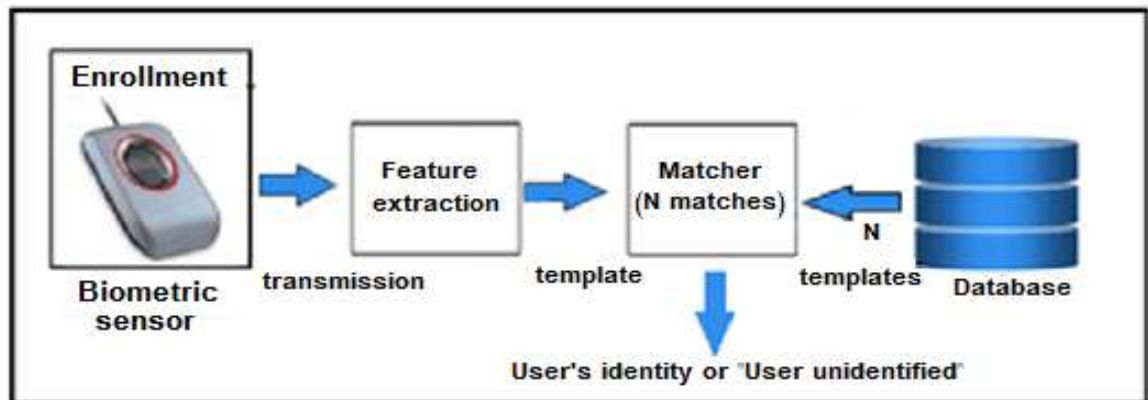 Enrollment
Biometric
sensor
transmission
Feature
extraction
template
Matcher
(N matches)
N
templates
Database
User's identity or "User unidentified"